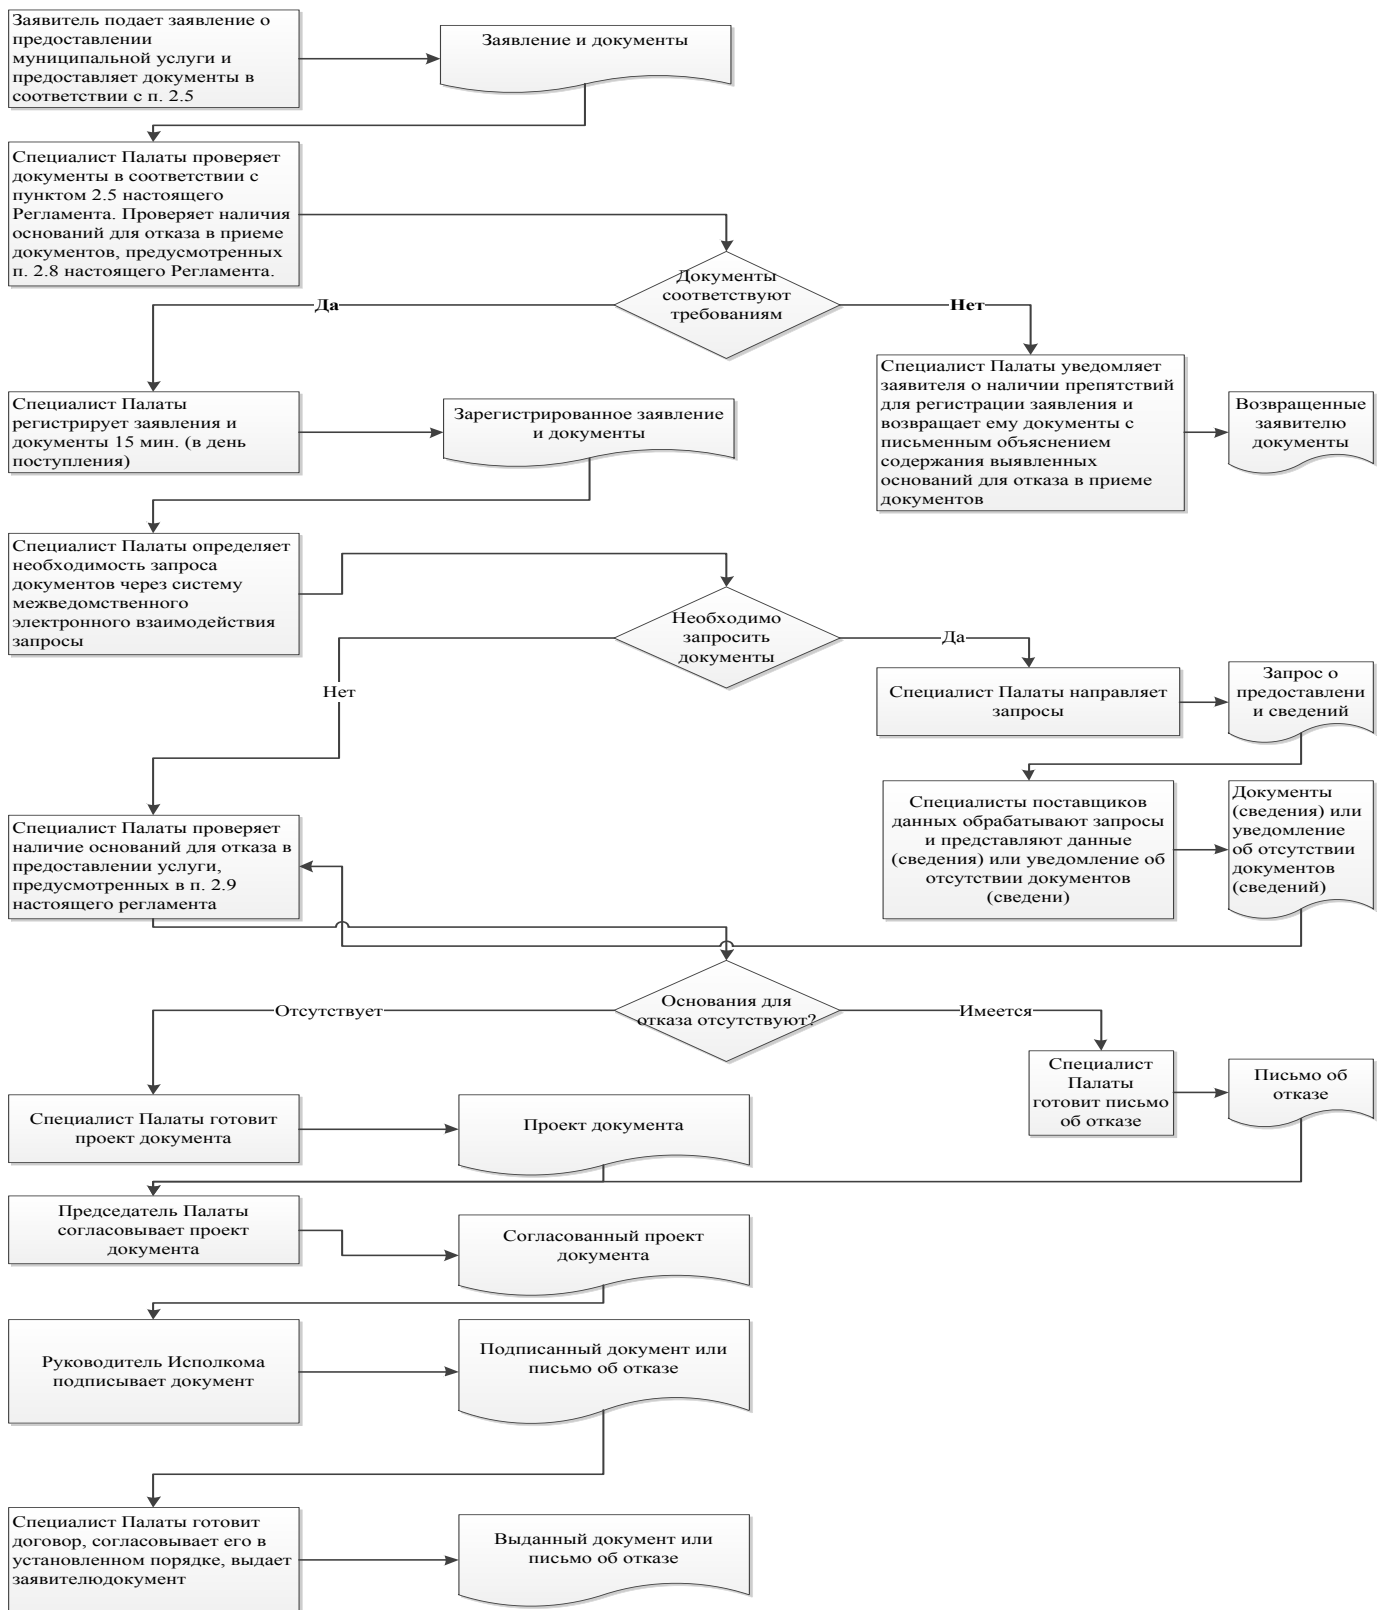 Заявитель подает заявление о
предоставлении
муниципальной услуги и
предоставляет документы в
соответствии с п. 2.5
Заявление и документы
Специалист Палаты проверяет
документы в соответствии с
пунктом 2.5 настоящего
Регламента. Проверяет наличия
оснований для отказа в приеме
документов, предусмотренных
п. 2.8 настоящего Регламента.
Документы
соответствуют
требованиям
Да
Нет
Специалист Палаты
регистрирует заявления и
документы 15 мин. (в день
поступления)
Зарегистрированное заявление
и документы
Специалист Палаты уведомляет
заявителя о наличии препятствий
для регистрации заявления и
возвращает ему документы с
письменным объяснением
содержания выявленных
оснований для отказа в приеме
документов
Возвращенные
заявителю
документы
Специалист Палаты определяет
необходимость запроса
документов через систему
межведомственного
электронного взаимодействия
запросы
Необходимо
запросить
документы
Да
Нет
Специалист Палаты направляет
запросы
Запрос о
предоставлени
и сведений
Специалисты поставщиков
данных обрабатывают запросы
и представляют данные
(сведения) или уведомление об
отсутствии документов
(сведени)
Документы
(сведения) или
уведомление
об отсутствии
документов
(сведений)
Специалист Палаты проверяет
наличие оснований для отказа в
предоставлении услуги,
предусмотренных в п. 2.9
настоящего регламента
Основания для
отказа отсутствуют?
Отсутствует
Имеется
Специалист
Палаты
готовит письмо
об отказе
Письмо об
отказе
Специалист Палаты готовит
проект документа
Проект документа
Председатель Палаты
согласовывает проект
документа
Согласованный проект
документа
Руководитель Исполкома
подписывает документ
Подписанный документ или
письмо об отказе
Специалист Палаты готовит
договор, согласовывает его в
установленном порядке, выдает
заявителюдокумент
Выданный документ или
письмо об отказе